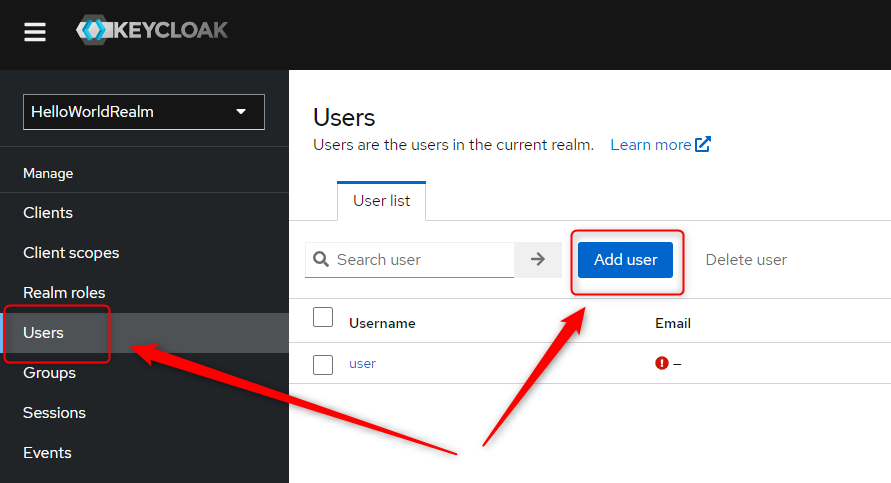 KEYCLOAK
HelloWorldRealm
Manage
Clients
Client scopes
Realm roles
Users
Groups
Sessions
Events
Users
Users are the users in the current realm. Learn more
User list
Search user
Add user
Delete user
Username Email
user –